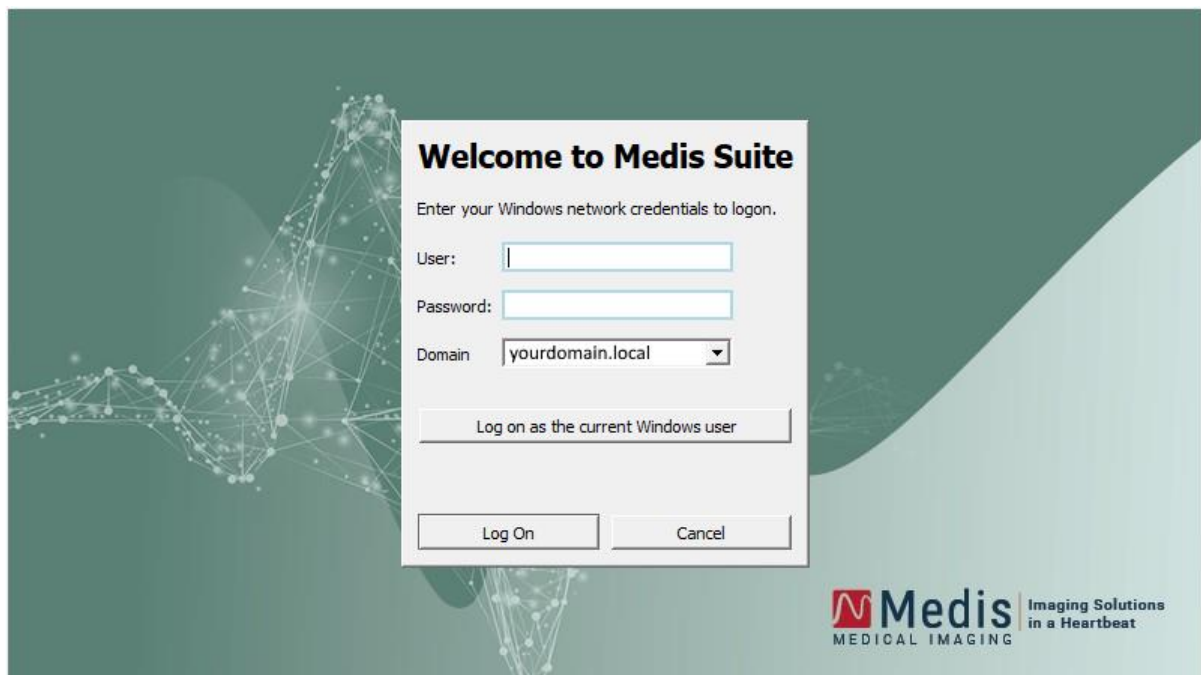 Welcome to Medis Suite
Enter your Windows network credentials to logon.
User:
Password:
Domain yourdomain.local
Log on as the current Windows user
Log On Cancel
Medis
MEDICAL IMAGING
Imaging Solutions
in a Heartbeat